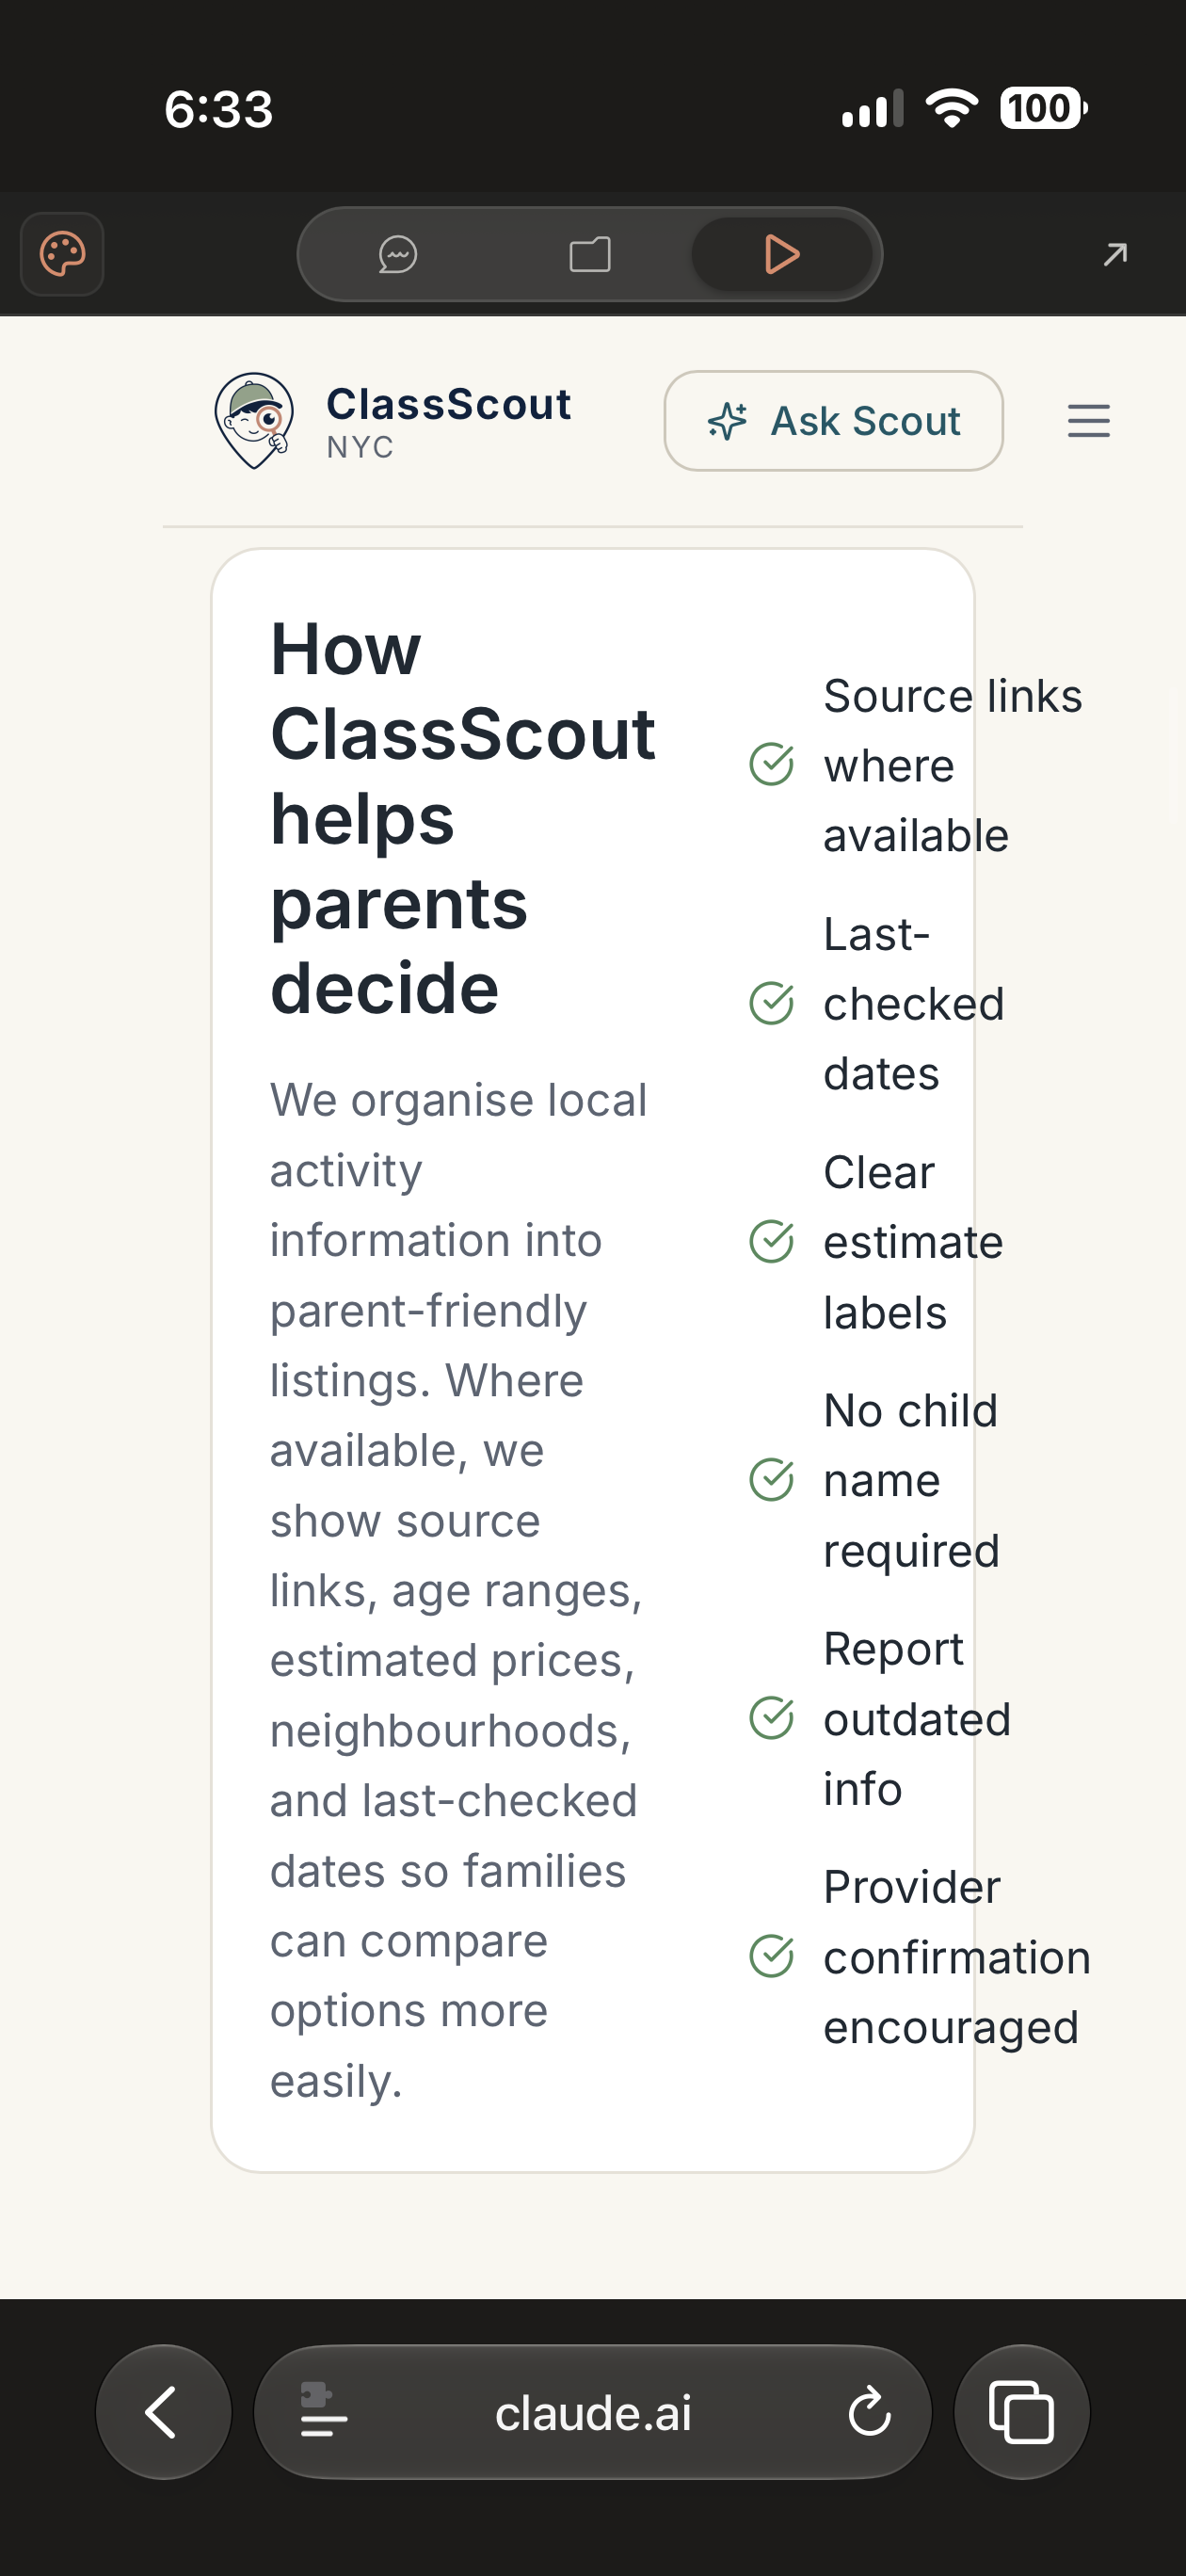 6:33
100
ClassScout
NYC
Ask Scout
How
ClassScout
helps
parents
decide
We organise local
activity
information into
parent-friendly
listings. Where
available, we
show source
links, age ranges,
estimated prices,
neighbourhoods,
and last-checked
dates so families
can compare
options more
easily.
Source links
where
available
Last-
checked
dates
Clear
estimate
labels
No child
name
required
Report
outdated
info
Provider
confirmation
encouraged
claude.ai